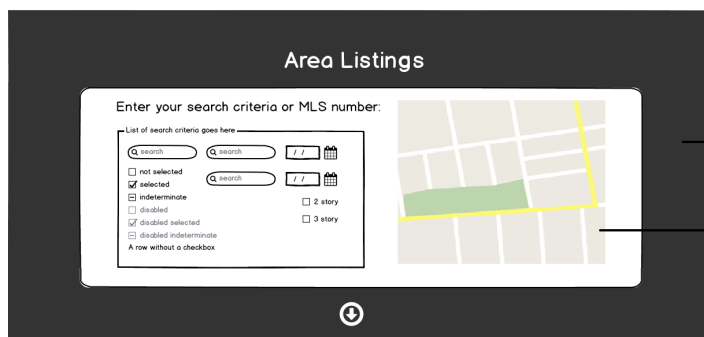 Area Listings
Enter your search criteria or MLS number:
List of search criteria goes here
search search / /
not selected
search / /
selected
indeterminate
2 story
disabled
disabled selected
3 story
disabled indeterminate
A row without a checkbox